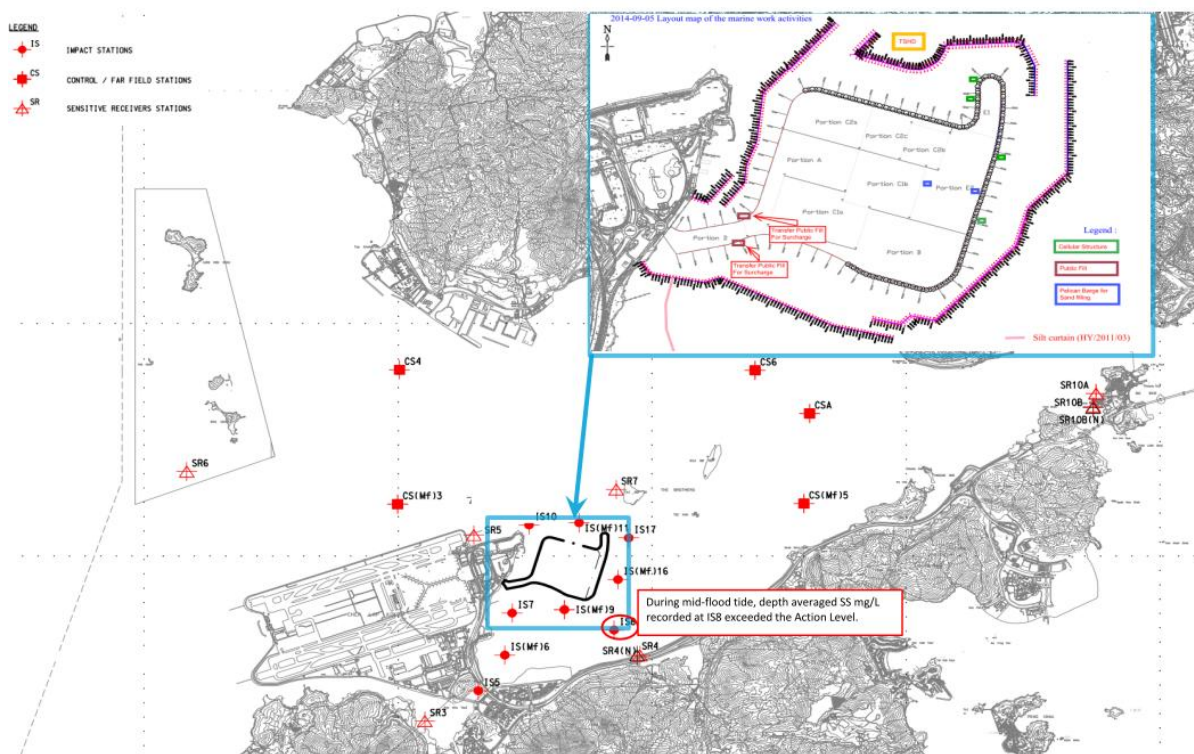 LEGEND
IS IMPACT STATIONS
CS CONTROL / FAR FIELD STATIONS
SR SENSITIVE RECEIVERS STATIONS
2014-09-05 Layout map of the marine work activities
N
TSHD
Portion C2a
Portion C2c
Portion C2b
E1
Portion A
Portion C1b
Portion E2
Portion C1a
Portion D
Portion B
Transfer Public Fill
For Surcharge
Transfer Public Fill
For Surcharge
Legend :
Cellular Structure
Public Fill
Pelican Barge for
Sand filling
Silt curtain (HY/2011/03)
CS4
CS6
CSA
SR10A
SR10B
SR10B(N)
SR6
SR7
CS(Mf)3
CS(Mf)5
SR5
IS10
IS(Mf)11
IS17
IS(Mf)16
IS7
IS(Mf)9
IS8
During mid-flood tide, depth averaged SS mg/L
recorded at IS8 exceeded the Action Level.
IS(Mf)6
SR4(N)
SR4
IS5
SR3